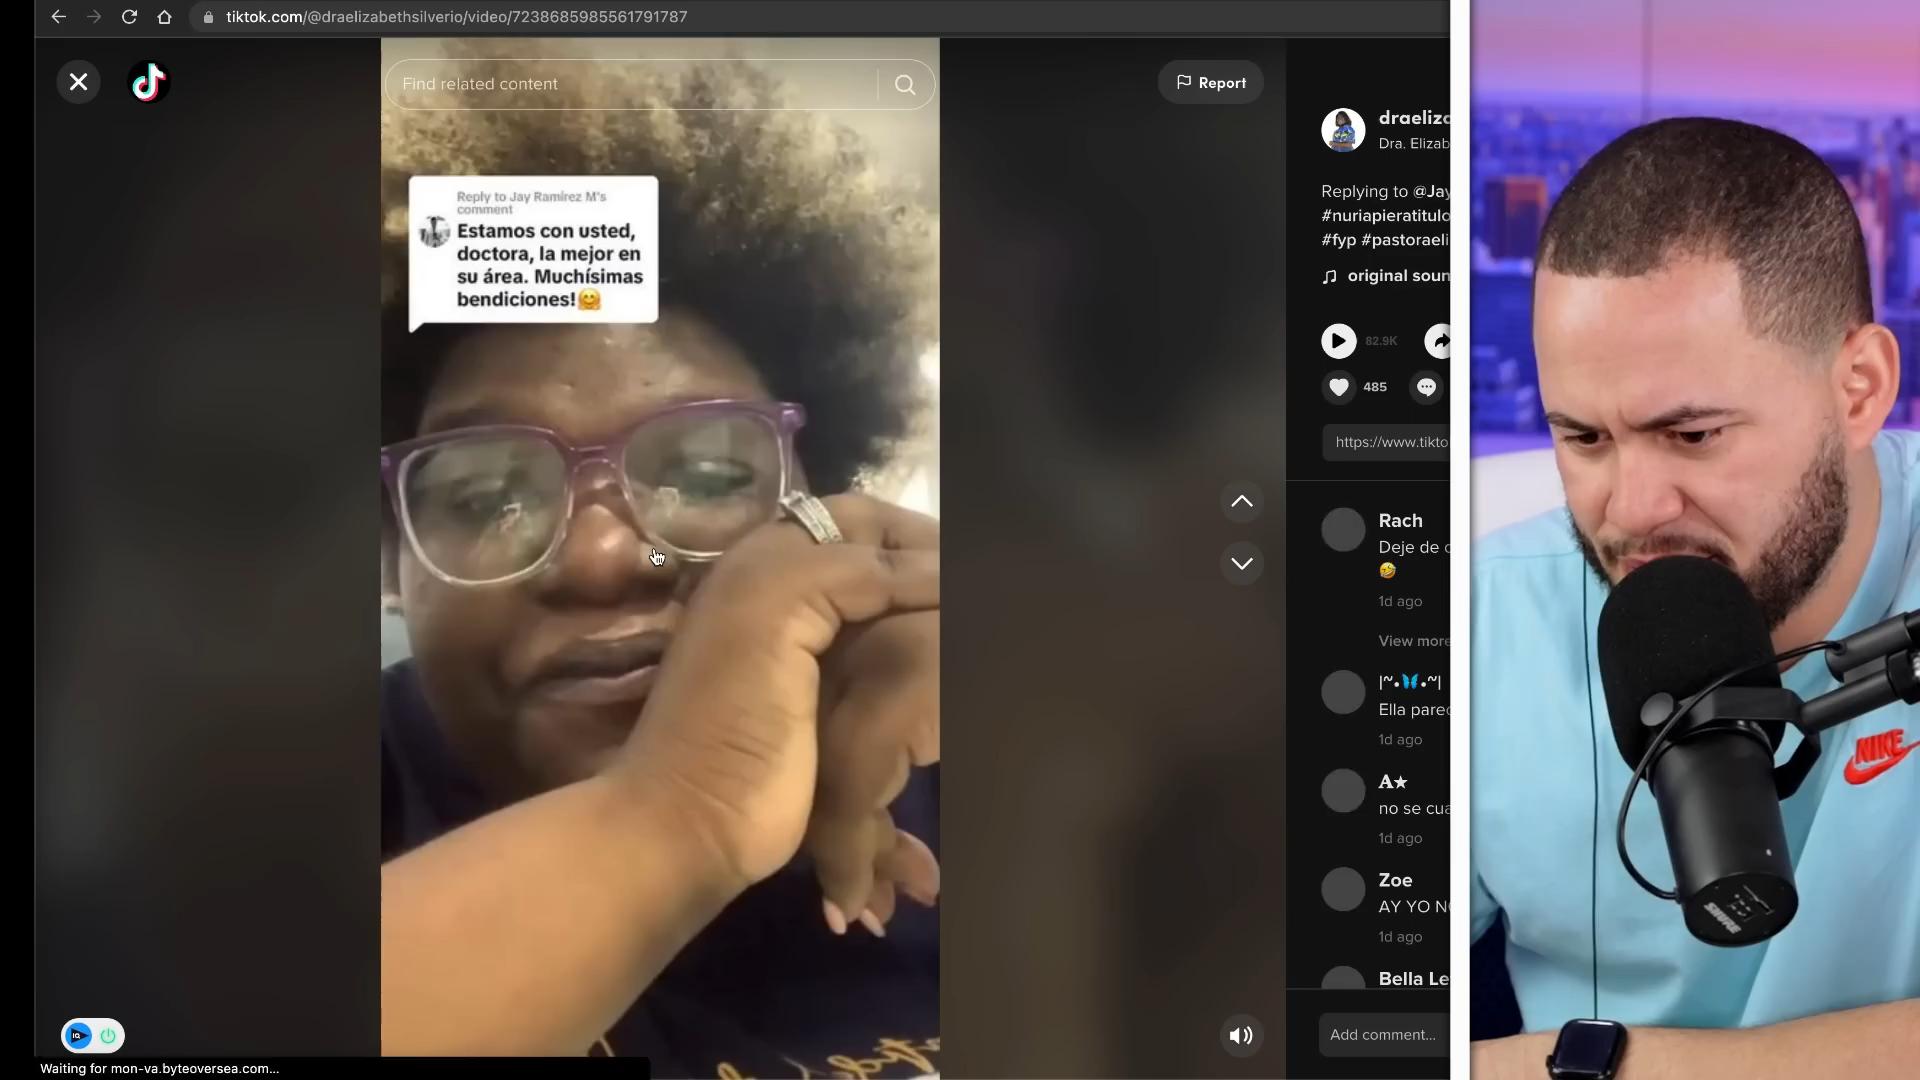 tiktok.com/@draelizabethsilverio/video/7238685985561791787
Find related content
Report
Reply to Jay Ramírez M's
comment
Estamos con usted,
doctora, la mejor en
su área. Muchísimas
bendiciones!🤗
draeliza
Dra. Elizab
Replying to @Jay
#nuriapieratitulo
#fyp #pastoraeli
original soun
82.9K
485
https://www.tikto
Rach
Deje de c
🤣
1d ago
View more
|~•🦋•~|
Ella parec
1d ago
A★
no se cua
1d ago
Zoe
AY YO N
1d ago
Bella Le
Add comment...
Waiting for mon-va.byteoversea.com...
NIKE
SHURE